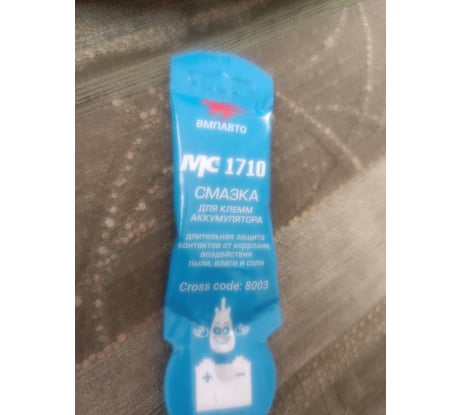 ВМПАВТО
МС 1710
СМАЗКА
ДЛЯ КЛЕММ
АККУМУЛЯТОРА
ДЛИТЕЛЬНАЯ ЗАЩИТА
КОНТАКТОВ ОТ КОРРОЗИИ,
ВОЗДЕЙСТВИЯ
ПЫЛИ, ВЛАГИ И СОЛИ
Cross code: 8003
+ −